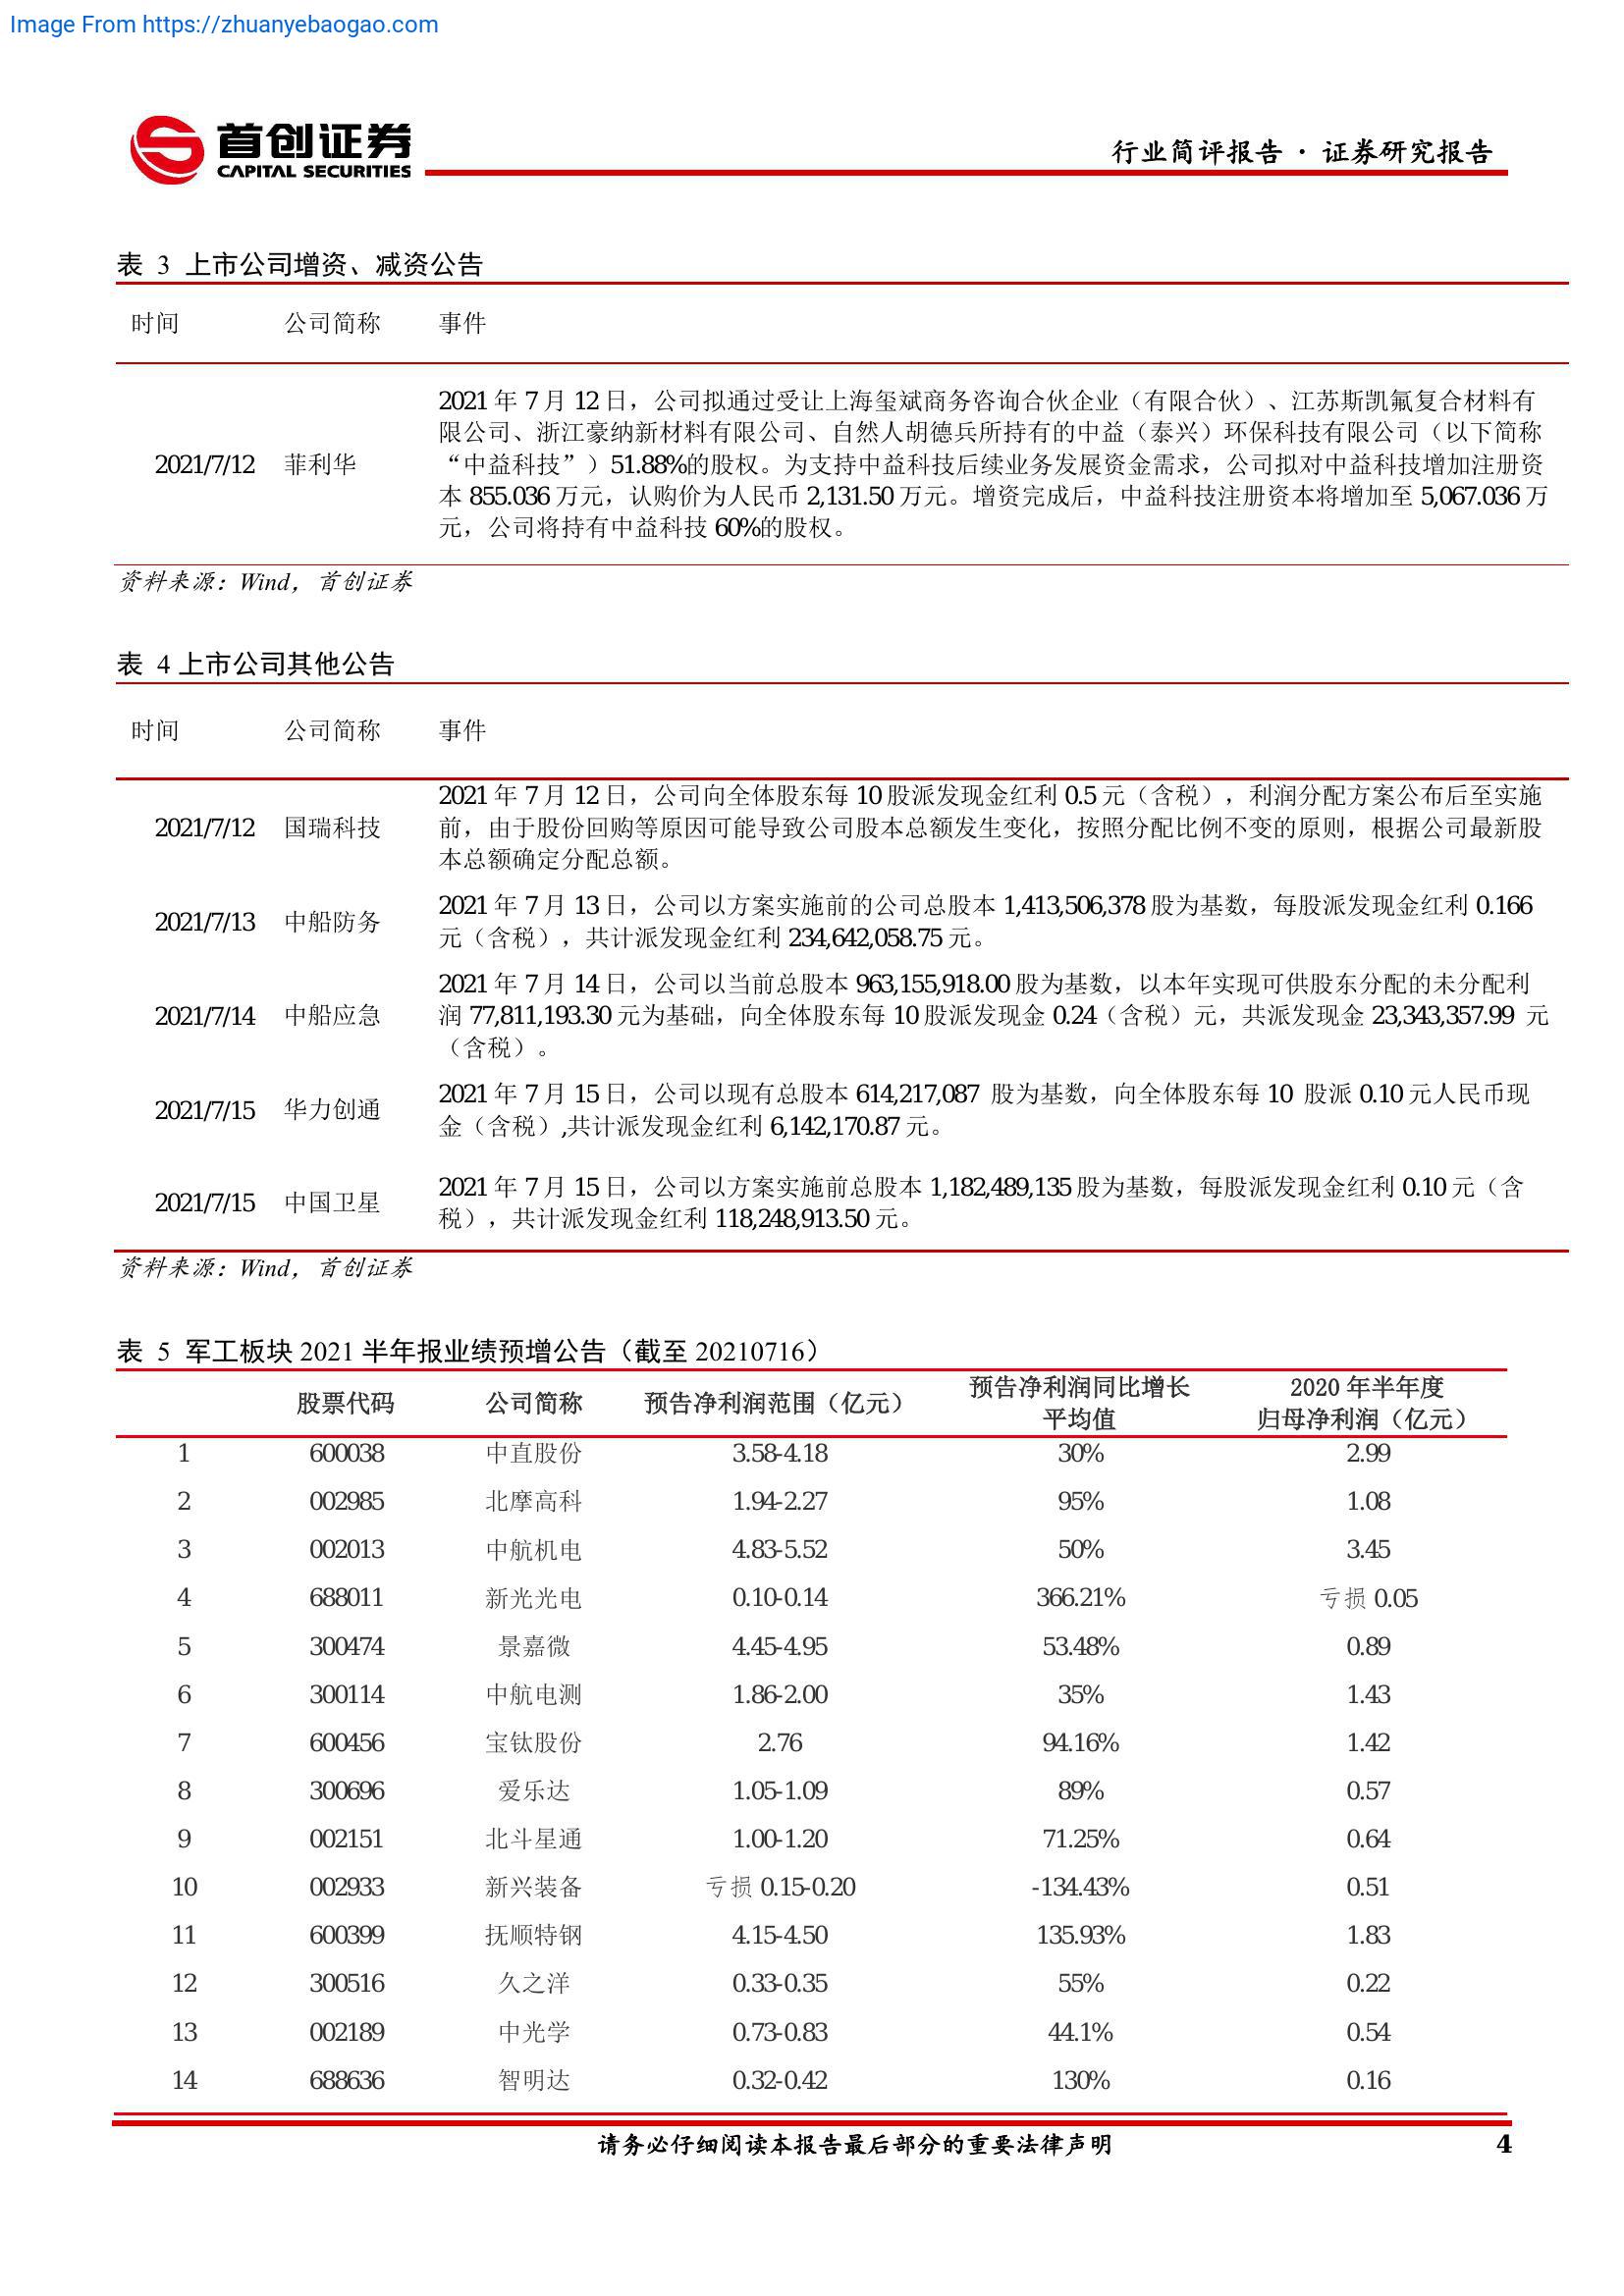 Image From https://zhuanyebaogao.com
首创证券
CAPITAL SECURITIES
行业简评报告 · 证券研究报告
表 3 上市公司增资、减资公告
时间 公司简称 事件
2021/7/12 菲利华
2021 年 7 月 12 日，公司拟通过受让上海玺斌商务咨询合伙企业（有限合伙）、江苏斯凯氟复合材料有
限公司、浙江豪纳新材料有限公司、自然人胡德兵所持有的中益（泰兴）环保科技有限公司（以下简称
“中益科技”）51.88%的股权。为支持中益科技后续业务发展资金需求，公司拟对中益科技增加注册资
本 855.036 万元，认购价为人民币 2,131.50 万元。增资完成后，中益科技注册资本将增加至 5,067.036 万
元，公司将持有中益科技 60%的股权。
资料来源：Wind，首创证券
表 4 上市公司其他公告
时间 公司简称 事件
2021/7/12 国瑞科技
2021 年 7 月 12 日，公司向全体股东每 10 股派发现金红利 0.5 元（含税），利润分配方案公布后至实施
前，由于股份回购等原因可能导致公司股本总额发生变化，按照分配比例不变的原则，根据公司最新股
本总额确定分配总额。
2021/7/13 中船防务
2021 年 7 月 13 日，公司以方案实施前的公司总股本 1,413,506,378 股为基数，每股派发现金红利 0.166
元（含税），共计派发现金红利 234,642,058.75 元。
2021/7/14 中船应急
2021 年 7 月 14 日，公司以当前总股本 963,155,918.00 股为基数，以本年实现可供股东分配的未分配利
润 77,811,193.30 元为基础，向全体股东每 10 股派发现金 0.24（含税）元，共派发现金 23,343,357.99 元
（含税）。
2021/7/15 华力创通
2021 年 7 月 15 日，公司以现有总股本 614,217,087 股为基数，向全体股东每 10 股派 0.10 元人民币现
金（含税）,共计派发现金红利 6,142,170.87 元。
2021/7/15 中国卫星
2021 年 7 月 15 日，公司以方案实施前总股本 1,182,489,135 股为基数，每股派发现金红利 0.10 元（含
税），共计派发现金红利 118,248,913.50 元。
资料来源：Wind，首创证券
表 5 军工板块 2021 半年报业绩预增公告（截至 20210716）
股票代码 公司简称 预告净利润范围（亿元） 预告净利润同比增长 2020 年半年度
平均值 归母净利润（亿元）
1 600038 中直股份 3.58-4.18 30% 2.99
2 002985 北摩高科 1.94-2.27 95% 1.08
3 002013 中航机电 4.83-5.52 50% 3.45
4 688011 新光光电 0.10-0.14 366.21% 亏损 0.05
5 300474 景嘉微 4.45-4.95 53.48% 0.89
6 300114 中航电测 1.86-2.00 35% 1.43
7 600456 宝钛股份 2.76 94.16% 1.42
8 300696 爱乐达 1.05-1.09 89% 0.57
9 002151 北斗星通 1.00-1.20 71.25% 0.64
10 002933 新兴装备 亏损 0.15-0.20 -134.43% 0.51
11 600399 抚顺特钢 4.15-4.50 135.93% 1.83
12 300516 久之洋 0.33-0.35 55% 0.22
13 002189 中光学 0.73-0.83 44.1% 0.54
14 688636 智明达 0.32-0.42 130% 0.16
请务必仔细阅读本报告最后部分的重要法律声明
4